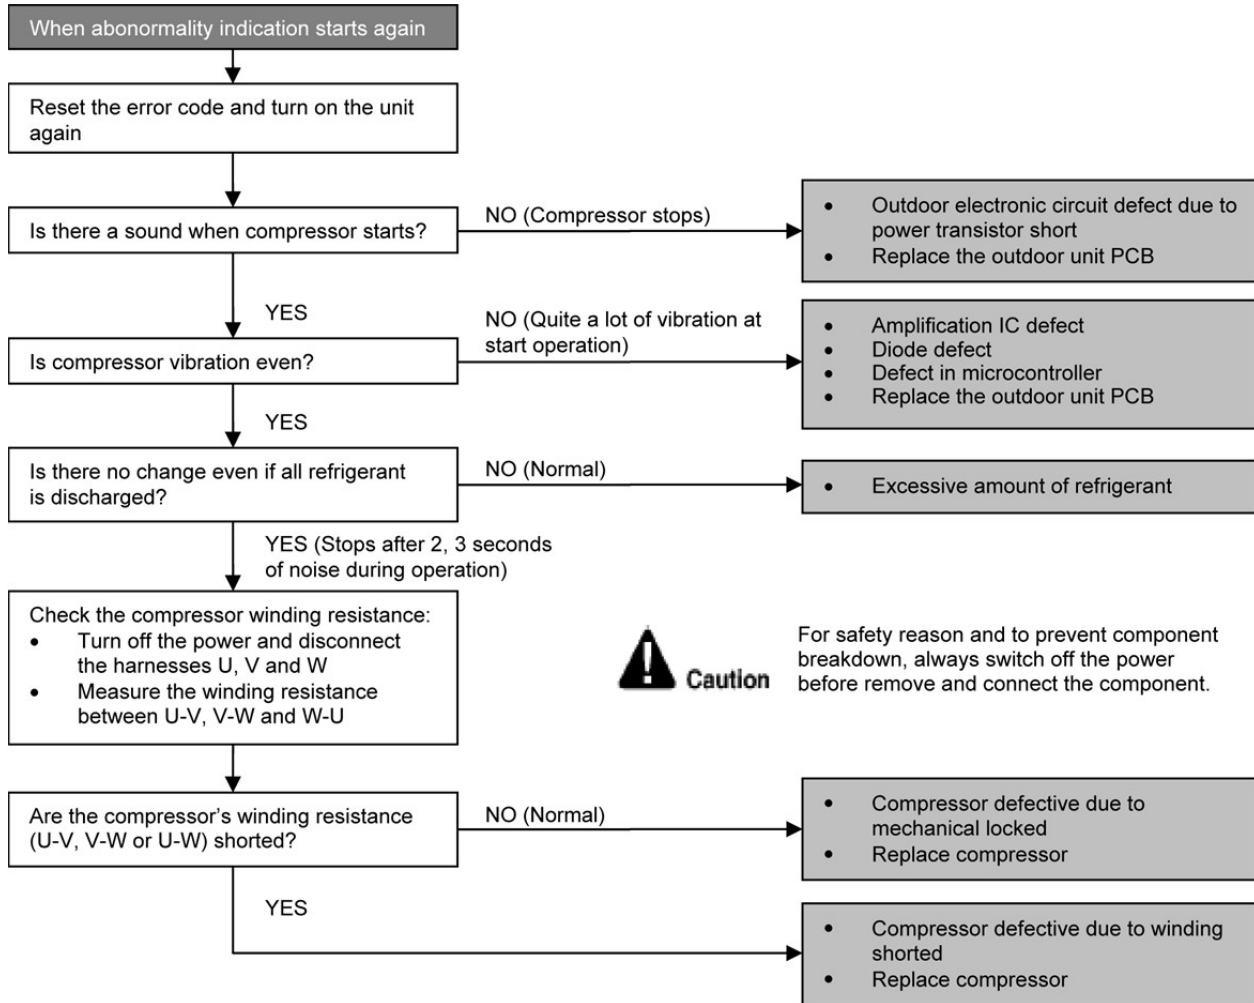 When abonormality indication starts again
Reset the error code and turn on the unit
again
Is there a sound when compressor starts?
NO (Compressor stops)
• Outdoor electronic circuit defect due to
power transistor short
• Replace the outdoor unit PCB
YES
NO (Quite a lot of vibration at
start operation)
Is compressor vibration even?
• Amplification IC defect
• Diode defect
• Defect in microcontroller
• Replace the outdoor unit PCB
YES
Is there no change even if all refrigerant
is discharged?
NO (Normal)
• Excessive amount of refrigerant
YES (Stops after 2, 3 seconds
of noise during operation)
Check the compressor winding resistance:
• Turn off the power and disconnect
the harnesses U, V and W
• Measure the winding resistance
between U-V, V-W and W-U
Caution
For safety reason and to prevent component
breakdown, always switch off the power
before remove and connect the component.
Are the compressor’s winding resistance
(U-V, V-W or U-W) shorted?
NO (Normal)
• Compressor defective due to
mechanical locked
• Replace compressor
YES
• Compressor defective due to winding
shorted
• Replace compressor